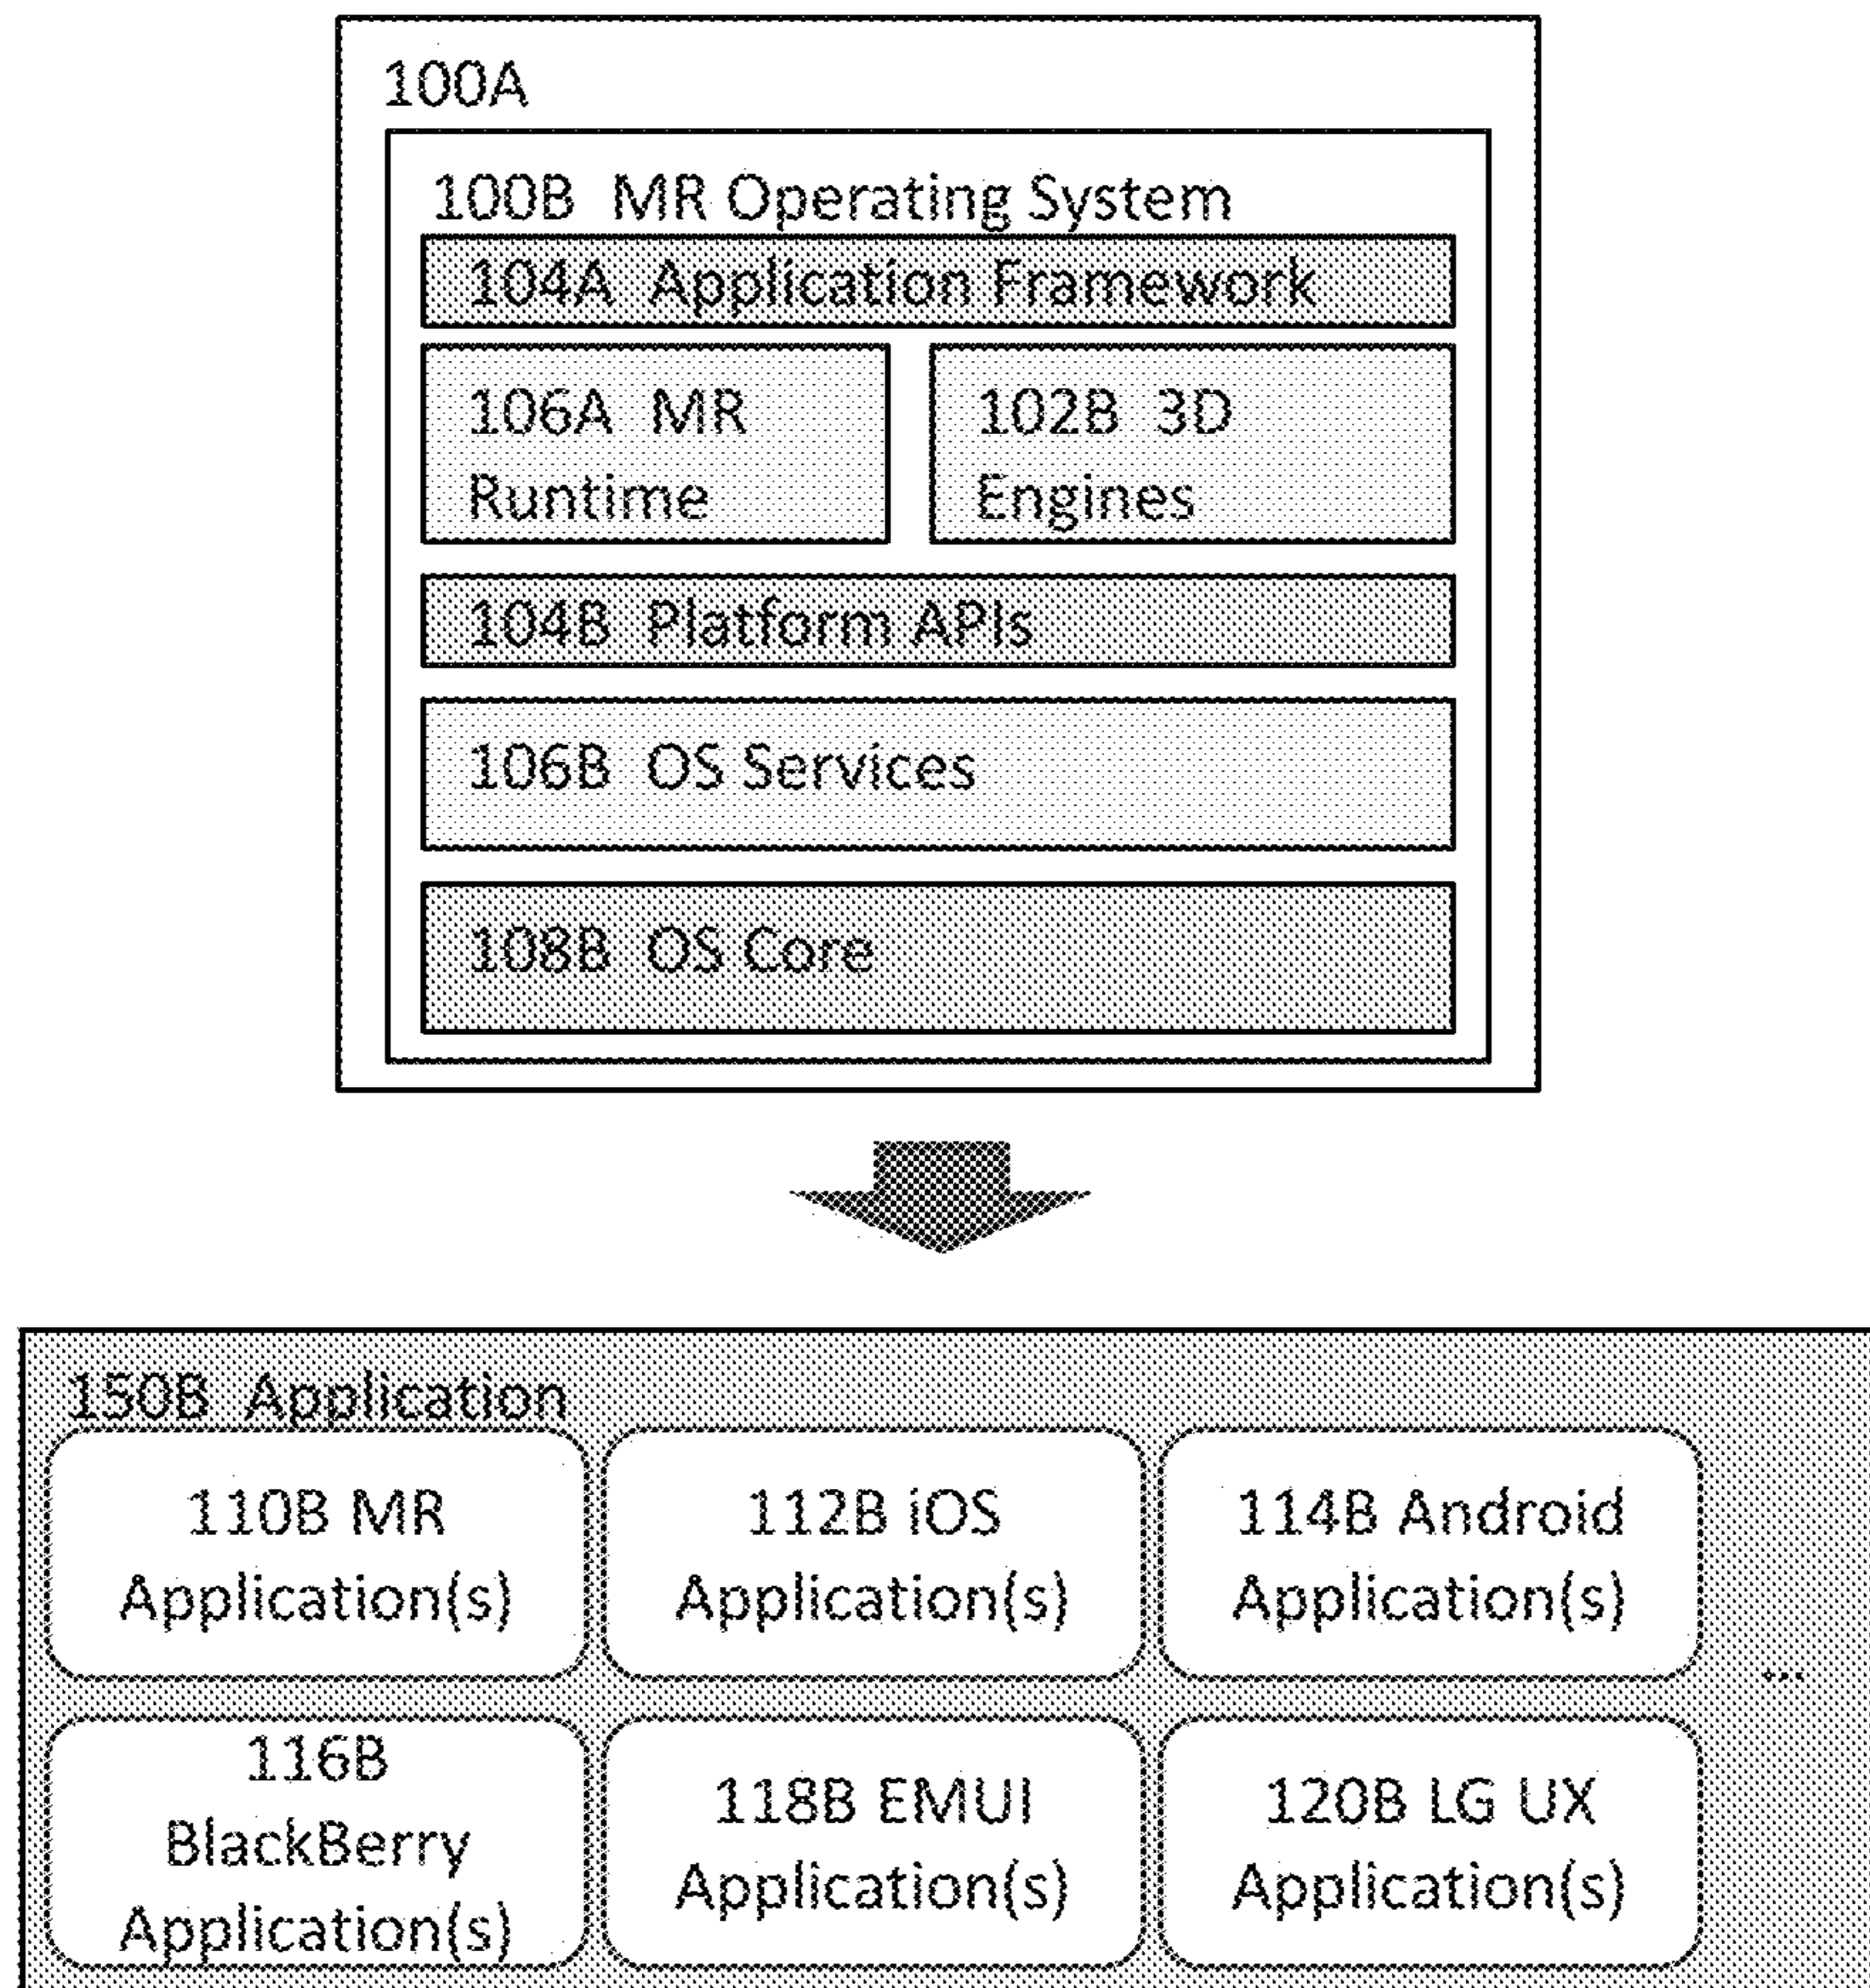 100A
100B MR Operating System
104A Application Framework
106A MR
Runtime
102B 3D
Engines
104B Platform APIs
106B OS Services
108B OS Core
150B Application
110B MR
Application(s)
112B iOS
Application(s)
114B Android
Application(s)
...
116B
BlackBerry
Application(s)
118B EMUI
Application(s)
120B LG UX
Application(s)